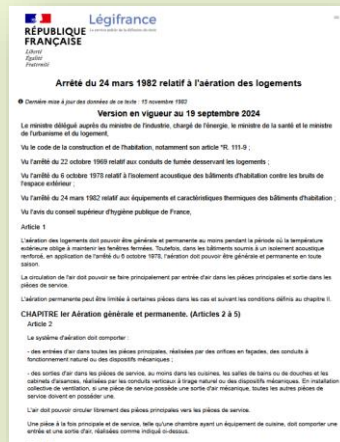 RÉPUBLIQUE
FRANÇAISE
Liberté
Égalité
Fraternité
Légifrance
Le service public de la diffusion du droit
Arrêté du 24 mars 1982 relatif à l'aération des logements
Dernière mise à jour des données de ce texte : 15 novembre 1983
Version en vigueur au 19 septembre 2024
Le ministre délégué auprès du ministre de l'industrie, chargé de l'énergie, le ministre de la santé et le ministre
de l'urbanisme et du logement,
Vu le code de la construction et de l'habitation, notamment son article *R. 111-9 ;
Vu l'arrêté du 22 octobre 1969 relatif aux conduits de fumée desservant les logements ;
Vu l'arrêté du 6 octobre 1978 relatif à l'isolement acoustique des bâtiments d'habitation contre les bruits de
l'espace extérieur ;
Vu l'arrêté du 24 mars 1982 relatif aux équipements et caractéristiques thermiques des bâtiments d'habitation ;
Vu l'avis du conseil supérieur d'hygiène publique de France,
Article 1
L'aération des logements doit pouvoir être générale et permanente au moins pendant la période où la température
extérieure oblige à maintenir les fenêtres fermées. Toutefois, dans les bâtiments soumis à un isolement acoustique
renforcé, en application de l'arrêté du 6 octobre 1978, l'aération doit pouvoir être générale et permanente en toute
saison.
La circulation de l'air doit pouvoir se faire principalement par entrée d'air dans les pièces principales et sortie dans les
pièces de service.
L'aération permanente peut être limitée à certaines pièces dans les cas et suivant les conditions définis au chapitre II.
CHAPITRE Ier Aération générale et permanente. (Articles 2 à 5)
Article 2
Le système d'aération doit comporter :
- des entrées d'air dans toutes les pièces principales, réalisées par des orifices en façades, des conduits à
fonctionnement naturel ou des dispositifs mécaniques ;
- des sorties d'air dans les pièces de service, au moins dans les cuisines, les salles de bains ou de douches et les
cabinets d'aisances, réalisées par les conduits verticaux à tirage naturel ou des dispositifs mécaniques. En installation
collective de ventilation, si une pièce de service possède une sortie d'air mécanique, toutes les autres pièces de
service doivent en posséder une.
L'air doit pouvoir circuler librement des pièces principales vers les pièces de service.
Une pièce à la fois principale et de service, telle qu'une chambre ayant un équipement de cuisine, doit comporter une
entrée et une sortie d'air, réalisées comme indiqué ci-dessus.